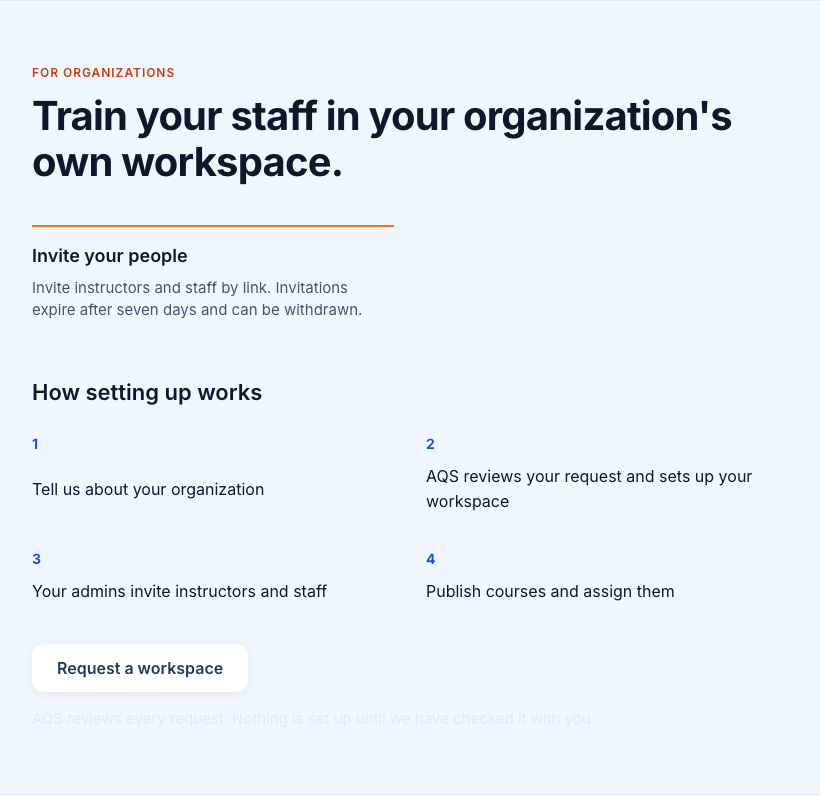 FOR ORGANIZATIONS
Train your staff in your organization's
own workspace.
Invite your people
Invite instructors and staff by link. Invitations
expire after seven days and can be withdrawn.
How setting up works
1
Tell us about your organization
2
AQS reviews your request and sets up your
workspace
3
Your admins invite instructors and staff
4
Publish courses and assign them
Request a workspace
AQS reviews every request. Nothing is set up until we have checked it with you.